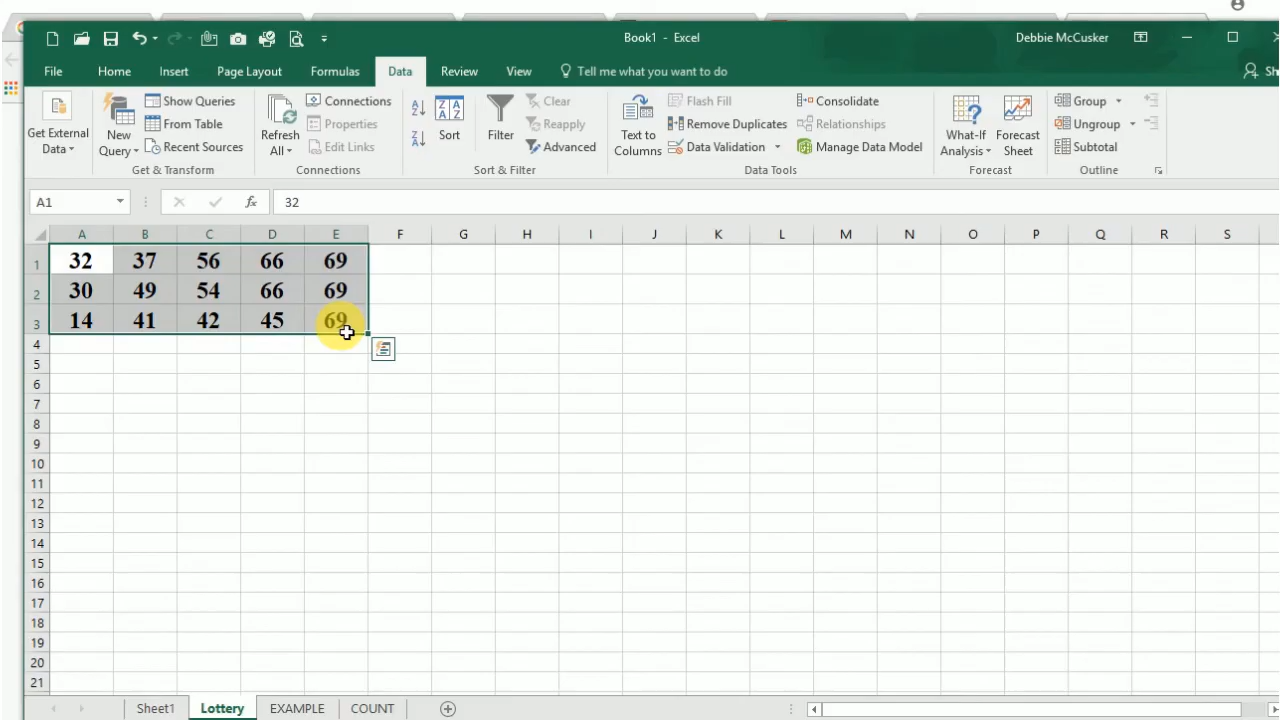 Book1 - Excel
Debbie McCusker
File Home Insert Page Layout Formulas Data Review View Tell me what you want to do Sh
Get External Data
New Query
Show Queries
From Table
Recent Sources
Get & Transform
Refresh All
Connections
Properties
Edit Links
Connections
A Z
Z A
Z A A Z
Sort
Filter
Clear
Reapply
Advanced
Sort & Filter
Text to Columns
Flash Fill
Remove Duplicates
Data Validation
Consolidate
Relationships
Manage Data Model
Data Tools
What-If Analysis
Forecast Sheet
Forecast
Group
Ungroup
Subtotal
Outline
A1 fx 32
A B C D E F G H I J K L M N O P Q R S
1 32 37 56 66 69
2 30 49 54 66 69
3 14 41 42 45 69
4
5
6
7
8
9
10
11
12
13
14
15
16
17
18
19
20
21
Sheet1 Lottery EXAMPLE COUNT